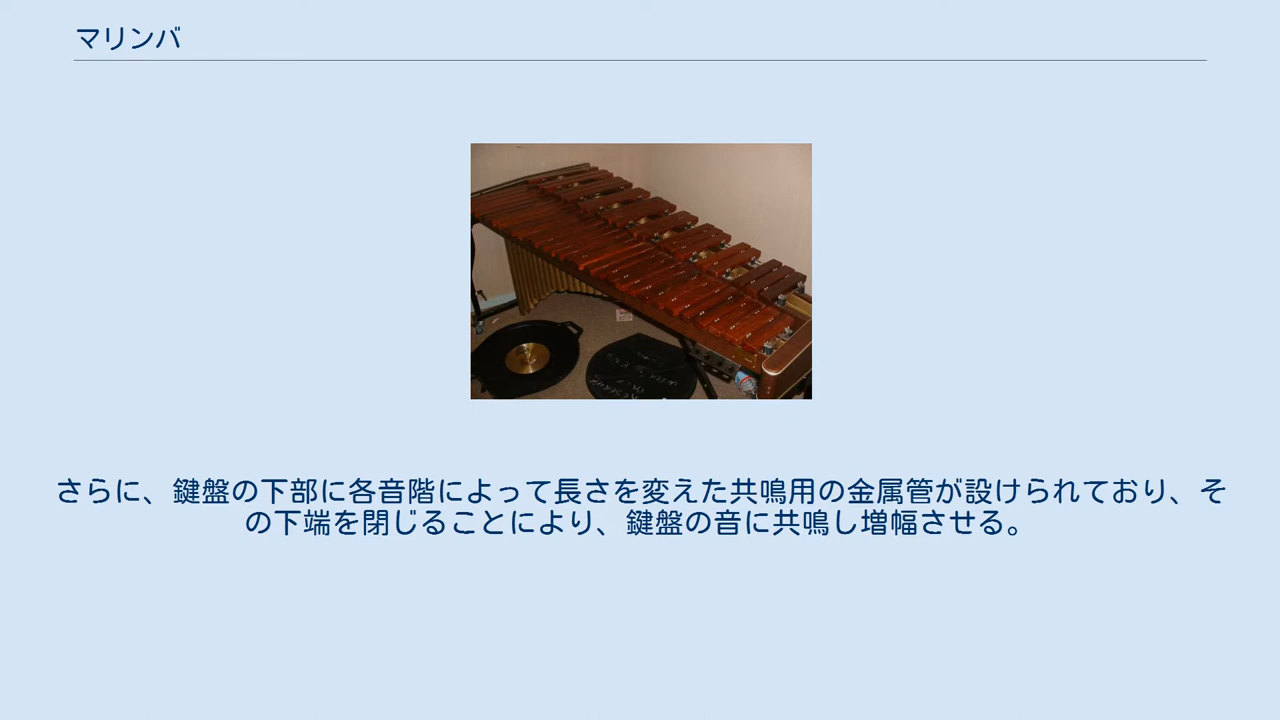 マリンバ
さらに、鍵盤の下部に各音階によって長さを変えた共鳴用の金属管が設けられており、そ
の下端を閉じることにより、鍵盤の音に共鳴し増幅させる。